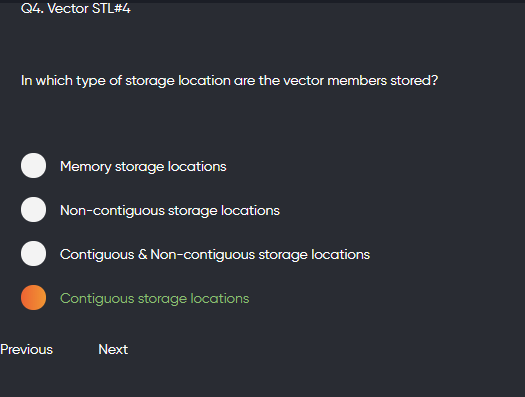 Q4. Vector STL#4
In which type of storage location are the vector members stored?
Memory storage locations
Non-contiguous storage locations
Contiguous & Non-contiguous storage locations
Contiguous storage locations
Previous Next